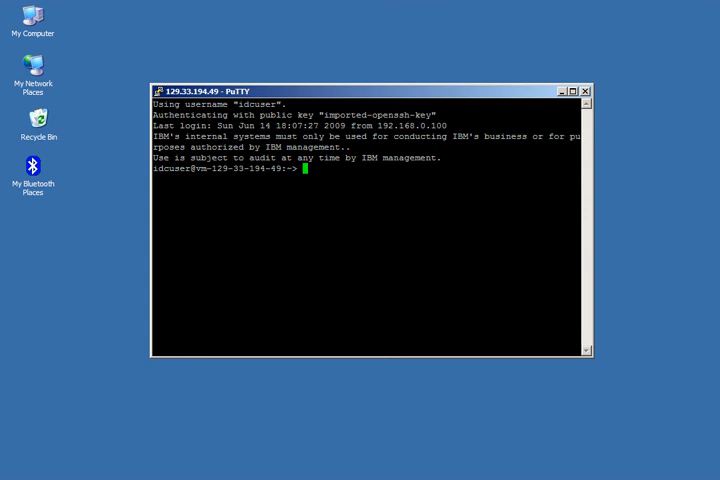 My Computer
My Network
Places
Recycle Bin
My Bluetooth
Places
129.33.194.49 - PuTTY
Using username "idcuser".
Authenticating with public key "imported-openssh-key"
Last login: Sun Jun 14 18:07:27 2009 from 192.168.0.100
IBM's internal systems must only be used for conducting IBM's business or for pu
rposes authorized by IBM management..
Use is subject to audit at any time by IBM management.
idcuser@vm-129-33-194-49:~>